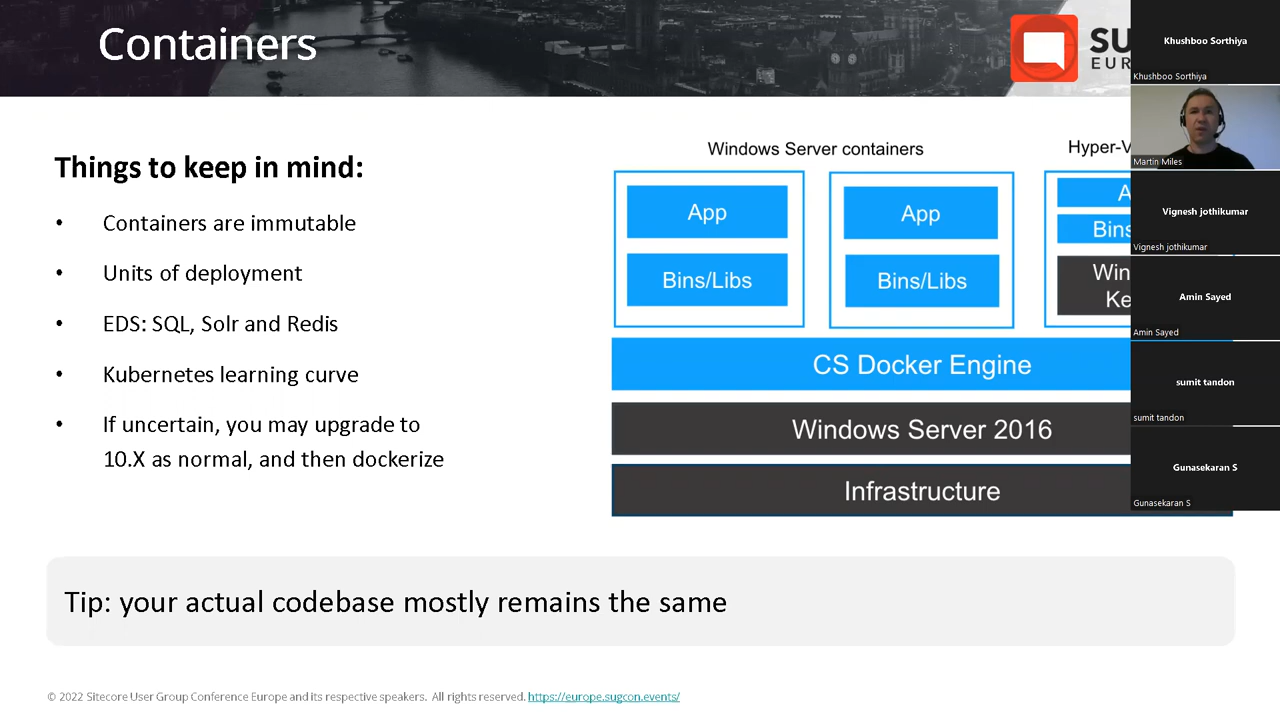 Containers
SU
EUR
Things to keep in mind:
• Containers are immutable
• Units of deployment
• EDS: SQL, Solr and Redis
• Kubernetes learning curve
• If uncertain, you may upgrade to
10.X as normal, and then dockerize
Windows Server containers
Hyper-V
App
Bins/Libs
App
Bins/Libs
A
Bins
Win
Ke
CS Docker Engine
Windows Server 2016
Infrastructure
Tip: your actual codebase mostly remains the same
© 2022 Sitecore User Group Conference Europe and its respective speakers. All rights reserved. https://europe.sugcon.events/
Khushboo Sorthiya
Khushboo Sorthiya
Martin Miles
Vignesh jothikumar
Vignesh jothikumar
Amin Sayed
Amin Sayed
sumit tandon
sumit tandon
Gunasekaran S
Gunasekaran S